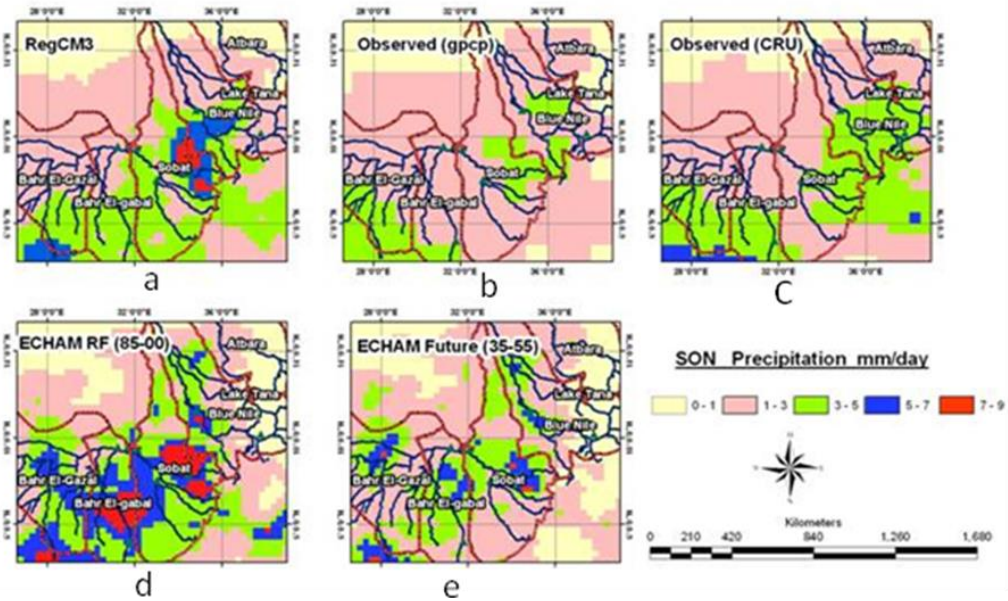 RegCM3
Atbara
Lake Tana
Blue Nile
Sobat
Bahr El-Gazal
Bahr El-gabal
a
Observed (gpcp)
Atbara
Lake Tana
Blue Nile
Sobat
Bahr El-Gazal
Bahr El-gabal
b
Observed (CRU)
Atbara
Lake Tana
Blue Nile
Sobat
Bahr El-Gazal
Bahr El-gabal
C
ECHAM RF (85-00)
Atbara
Lake Tana
Blue Nile
Sobat
Bahr El-Gazal
Bahr El-gabal
d
ECHAM Future (35-55)
Atbara
Lake Tana
Blue Nile
Sobat
Bahr El-Gazal
Bahr El-gabal
e
SON Precipitation mm/day
0 - 1 1 - 3 3 - 5 5 - 7 7 - 9
Kilometers
0 210 420 840 1,260 1,680